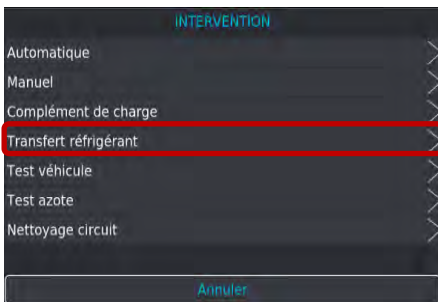 INTERVENTION
Automatique
Manuel
Complément de charge
Transfert réfrigérant
Test véhicule
Test azote
Nettoyage circuit
Annuler